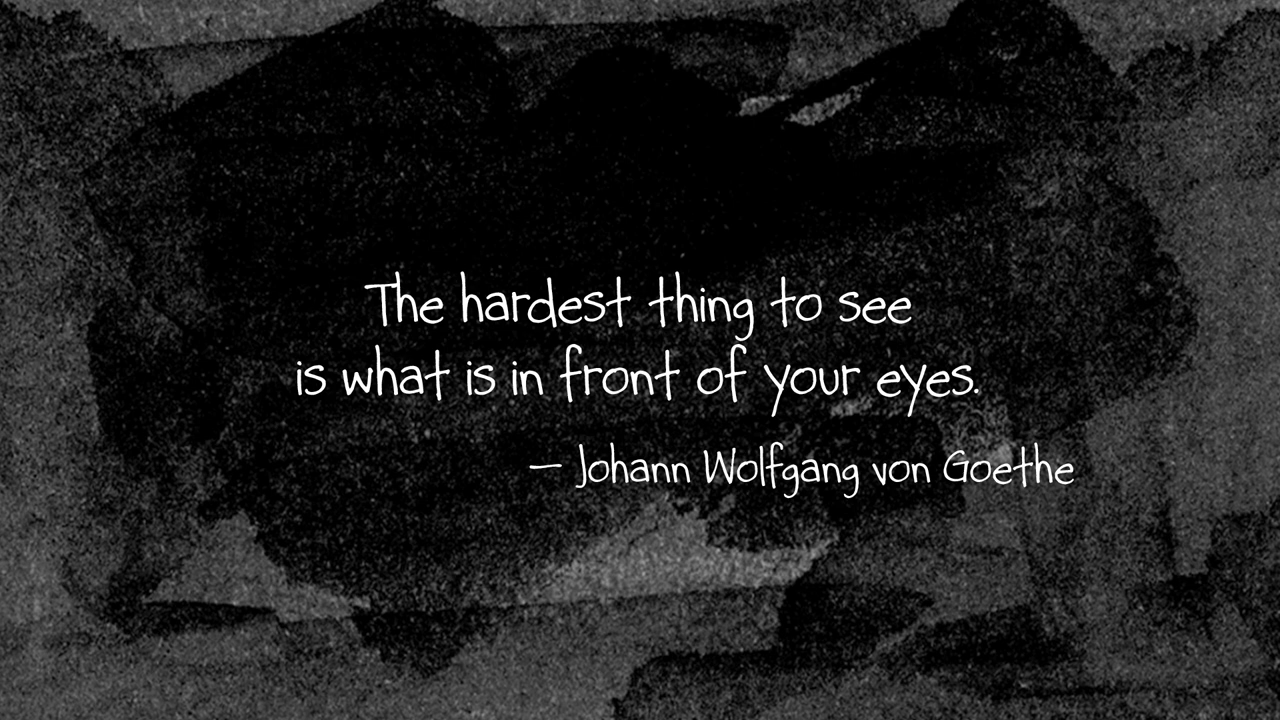 The hardest thing to see
is what is in front of your eyes.
— Johann Wolfgang von Goethe